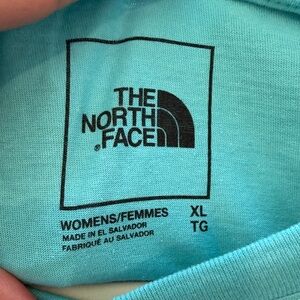 THE
NORTH
FACE
WOMENS/FEMMES XL
MADE IN EL SALVADOR TG
FABRIQUÉ AU SALVADOR